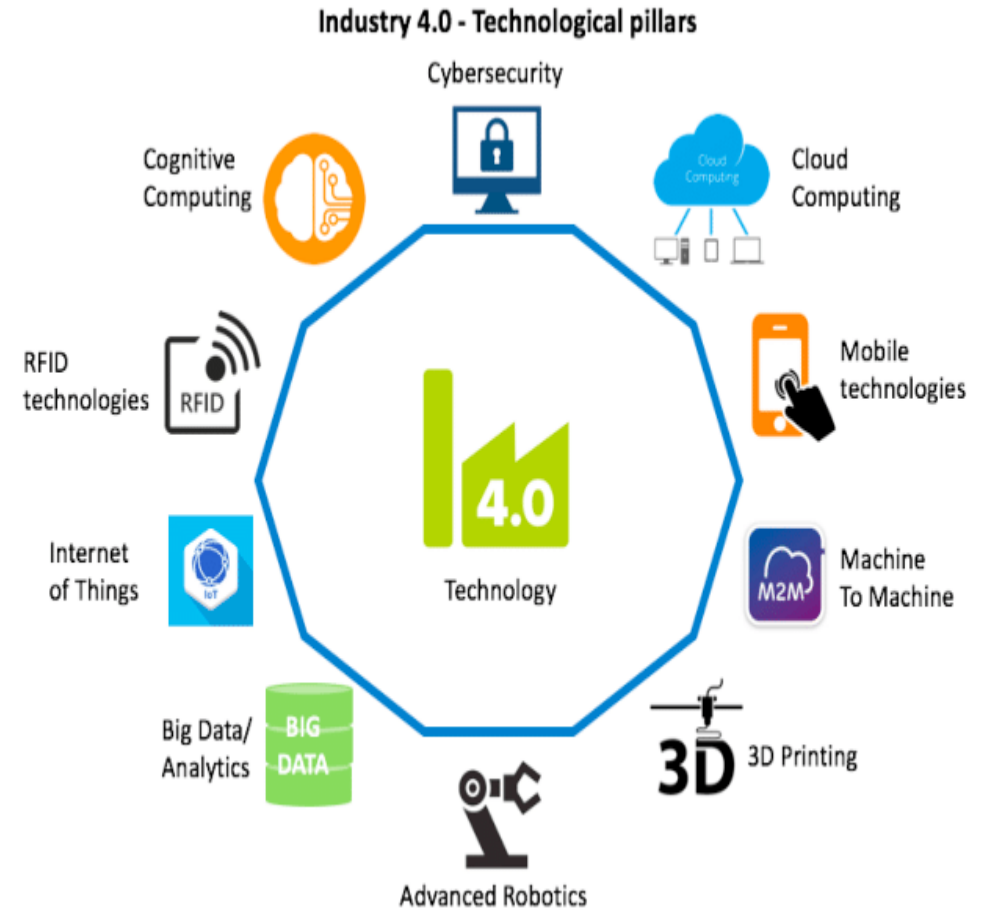 Industry 4.0 - Technological pillars
Cybersecurity
Cloud
Computing
Cloud
Computing
Mobile
technologies
M2M
Machine
To Machine
3D
3D Printing
Advanced Robotics
BIG
DATA
Big Data/
Analytics
IoT
Internet
of Things
RFID
RFID
technologies
Cognitive
Computing
4.0
Technology